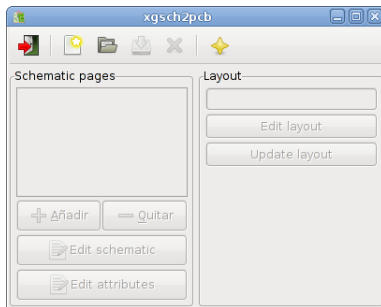 xgsch2pcb
Schematic pages
Layout
Edit layout
Update layout
Añadir
Quitar
Edit schematic
Edit attributes